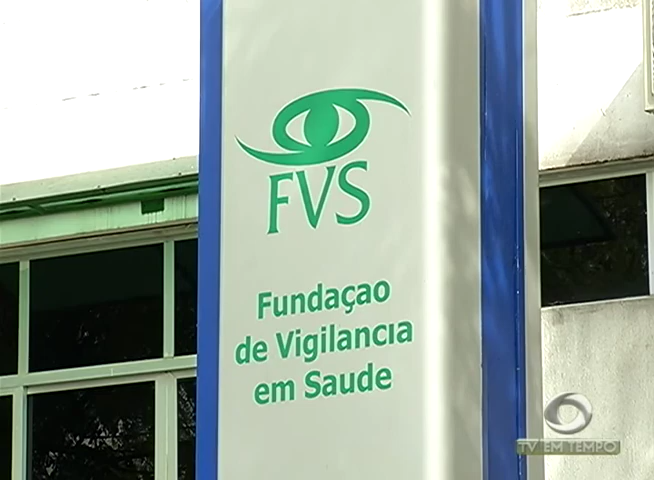 FVS
Fundaçao
de Vigilancia
em Saude
TV EM TEMPO